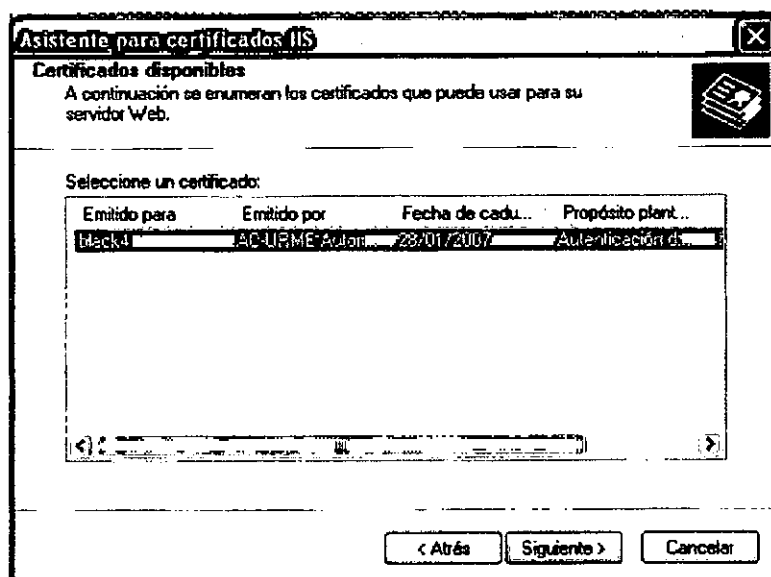 Asistente para certificados IIS
Certificados disponibles
A continuación se enumeran los certificados que puede usar para su
servidor Web.
Seleccione un certificado:
Emitido para Emitido por Fecha de cadu... Propósito plant...
black4 AC-URME Auton... 28/01/2007 Autenticación d...
< Atrás Siguiente > Cancelar